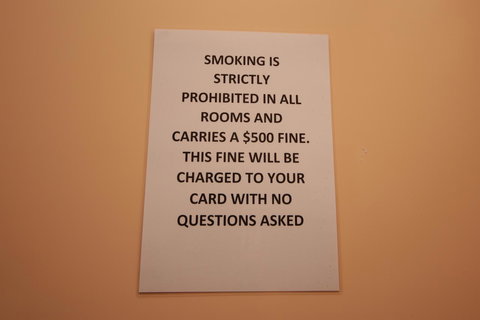 SMOKING IS
STRICTLY
PROHIBITED IN ALL
ROOMS AND
CARRIES A $500 FINE.
THIS FINE WILL BE
CHARGED TO YOUR
CARD WITH NO
QUESTIONS ASKED